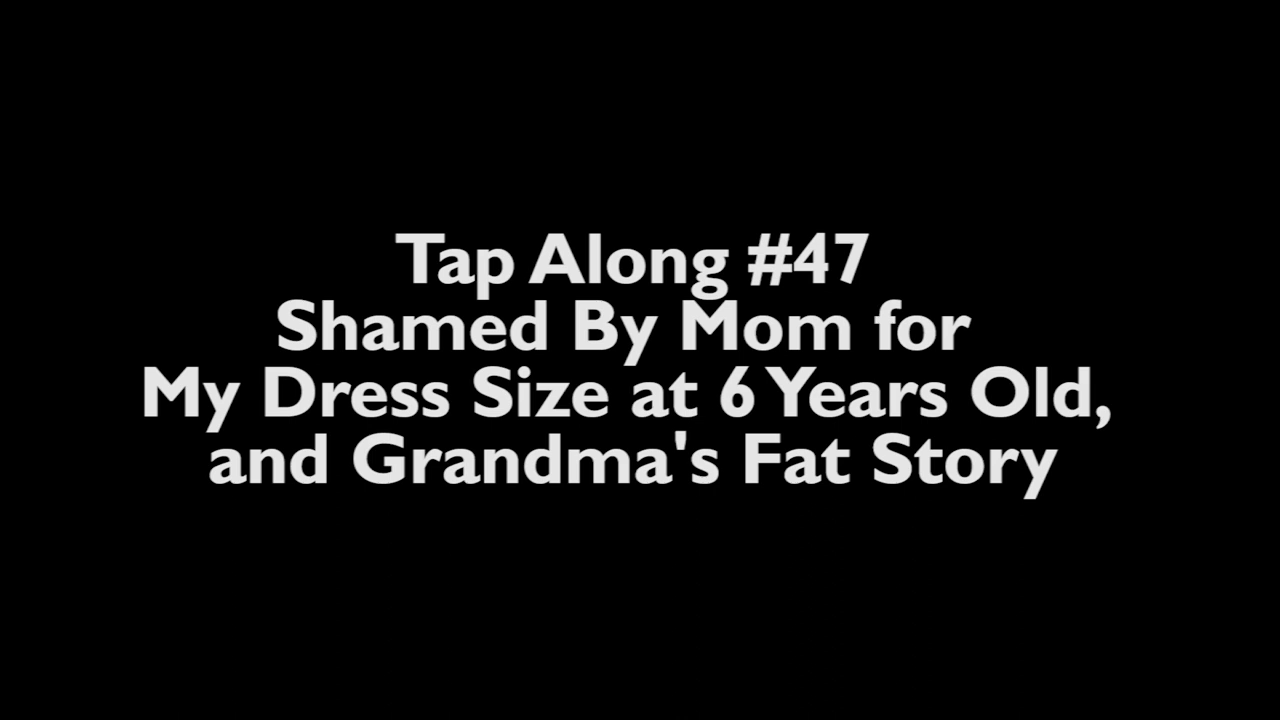 Tap Along #47
Shamed By Mom for
My Dress Size at 6 Years Old,
and Grandma's Fat Story